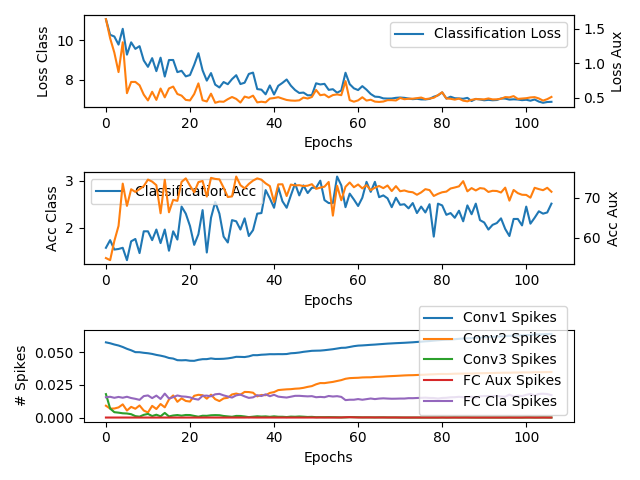 Loss Class
10
8
Classification Loss
1.5
1.0
0.5
Loss Aux
0 20 40 60 80 100
Epochs
Acc Class
3
2
Classification Acc
70
60
Acc Aux
0 20 40 60 80 100
Epochs
# Spikes
0.050
0.025
0.000
Conv1 Spikes
Conv2 Spikes
Conv3 Spikes
FC Aux Spikes
FC Cla Spikes
0 20 40 60 80 100
Epochs